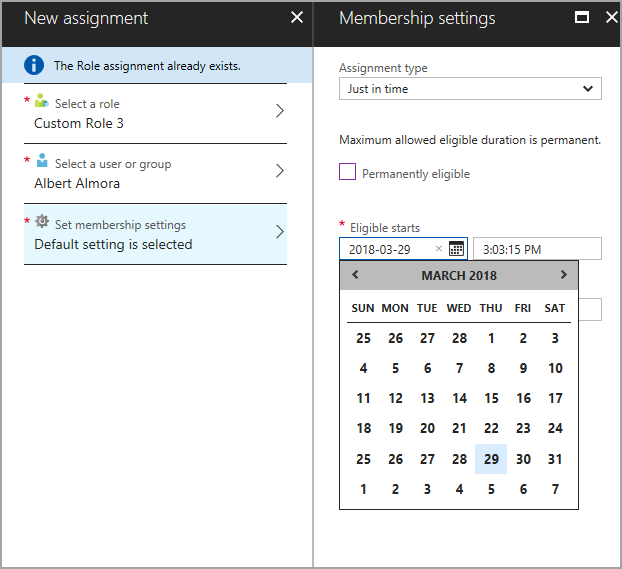 New assignment
The Role assignment already exists.
* Select a role
Custom Role 3
* Select a user or group
Albert Almora
* Set membership settings
Default setting is selected
Membership settings
Assignment type
Just in time
Maximum allowed eligible duration is permanent.
Permanently eligible
* Eligible starts
2018-03-29 3:03:15 PM
MARCH 2018
SUN MON TUE WED THU FRI SAT
25 26 27 28 1 2 3
4 5 6 7 8 9 10
11 12 13 14 15 16 17
18 19 20 21 22 23 24
25 26 27 28 29 30 31
1 2 3 4 5 6 7